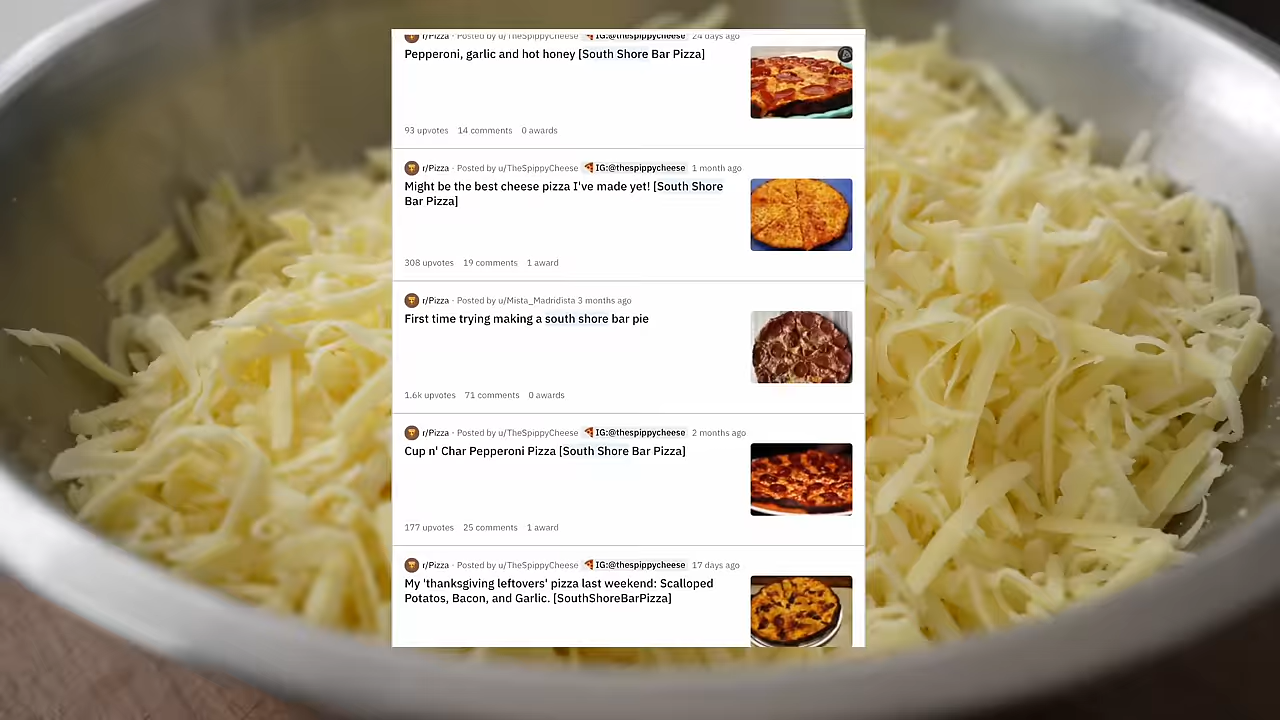 r/Pizza · Posted by u/TheSpippyCheese IG:@thespippycheese 24 days ago
Pepperoni, garlic and hot honey [South Shore Bar Pizza]
93 upvotes 14 comments 0 awards
r/Pizza · Posted by u/TheSpippyCheese IG:@thespippycheese 1 month ago
Might be the best cheese pizza I've made yet! [South Shore
Bar Pizza]
308 upvotes 19 comments 1 award
r/Pizza · Posted by u/Mista_Madridista 3 months ago
First time trying making a south shore bar pie
1.6k upvotes 71 comments 0 awards
r/Pizza · Posted by u/TheSpippyCheese IG:@thespippycheese 2 months ago
Cup n' Char Pepperoni Pizza [South Shore Bar Pizza]
177 upvotes 25 comments 1 award
r/Pizza · Posted by u/TheSpippyCheese IG:@thespippycheese 17 days ago
My 'thanksgiving leftovers' pizza last weekend: Scalloped
Potatos, Bacon, and Garlic. [SouthShoreBarPizza]